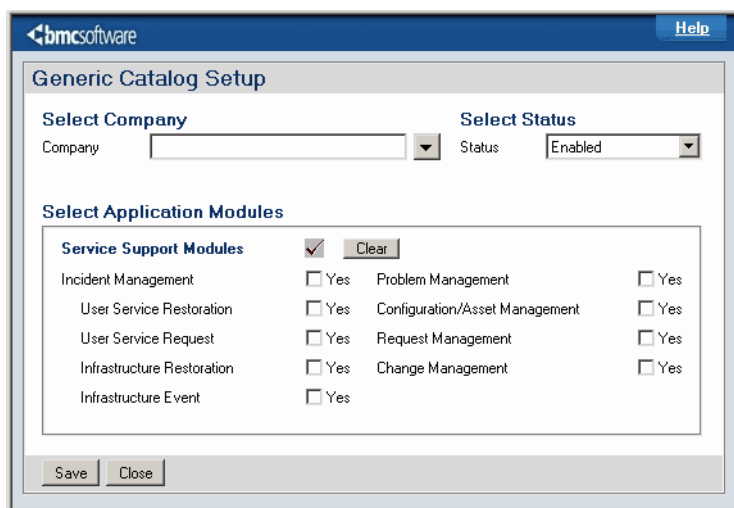 bmcsoftware
Help
Generic Catalog Setup
Select Company
Select Status
Company
Status Enabled
Select Application Modules
Service Support Modules Clear
Incident Management Yes Problem Management Yes
User Service Restoration Yes Configuration/Asset Management Yes
User Service Request Yes Request Management Yes
Infrastructure Restoration Yes Change Management Yes
Infrastructure Event Yes
Save Close